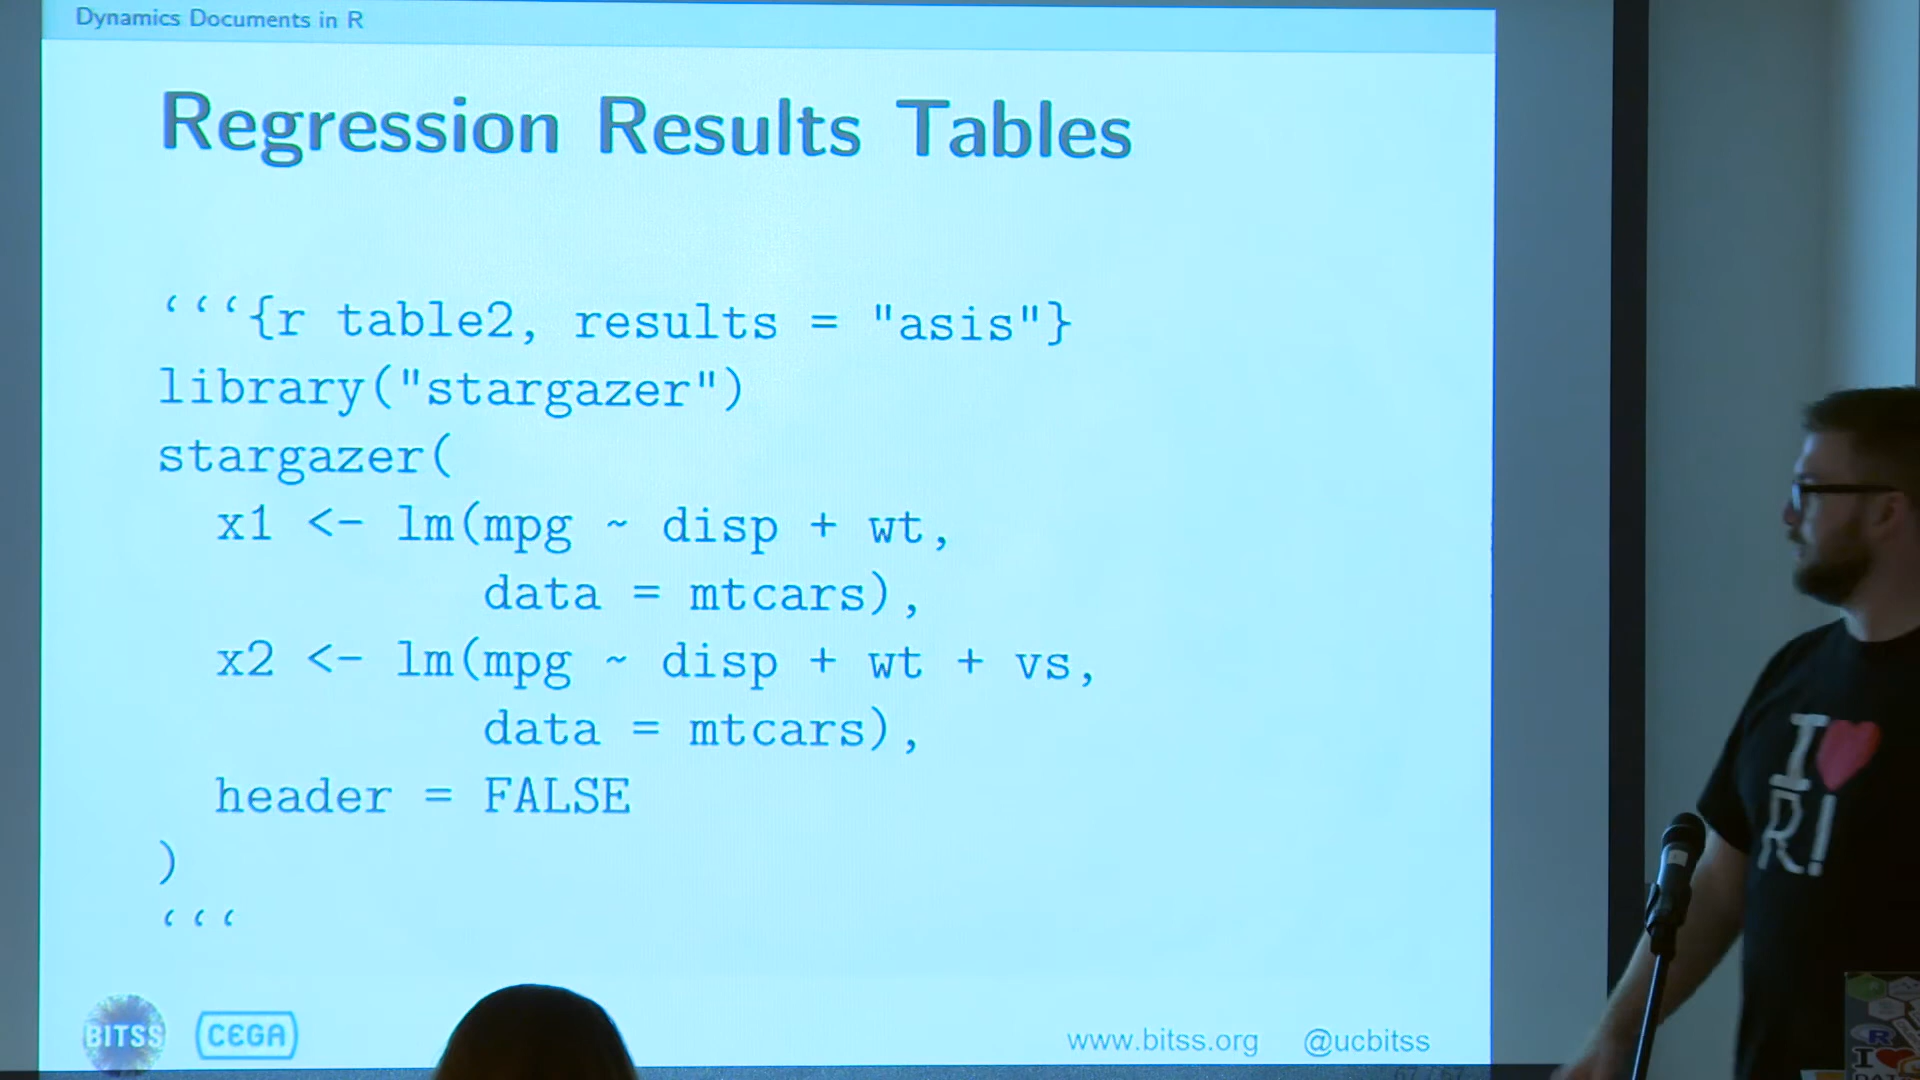 Dynamics Documents in R
Regression Results Tables
‘‘‘{r table2, results = "asis"}
library("stargazer")
stargazer(
  x1 <- lm(mpg ~ disp + wt,
           data = mtcars),
  x2 <- lm(mpg ~ disp + wt + vs,
           data = mtcars),
  header = FALSE
)
‘‘‘
BITSS
CEGA
www.bitss.org @ucbitss
I
R!
R
I